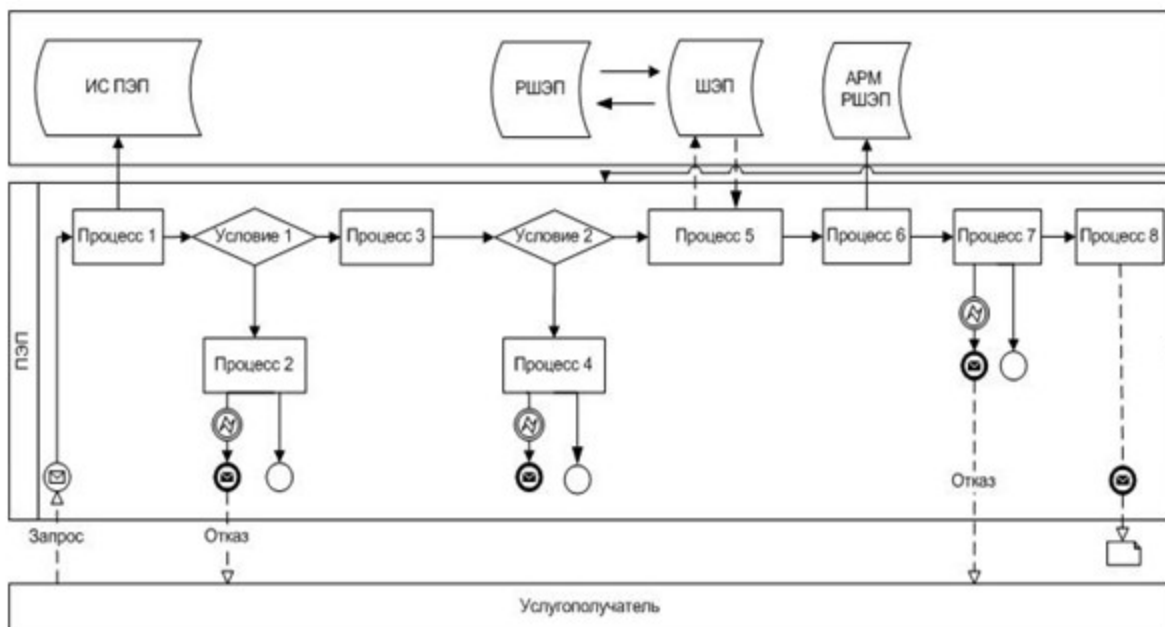 ИС ПЭП
РШЭП
ШЭП
АРМ
РШЭП
ПЭП
Процесс 1
Условие 1
Процесс 3
Условие 2
Процесс 5
Процесс 6
Процесс 7
Процесс 8
Процесс 2
Процесс 4
Запрос
Отказ
Отказ
Услугополучатель